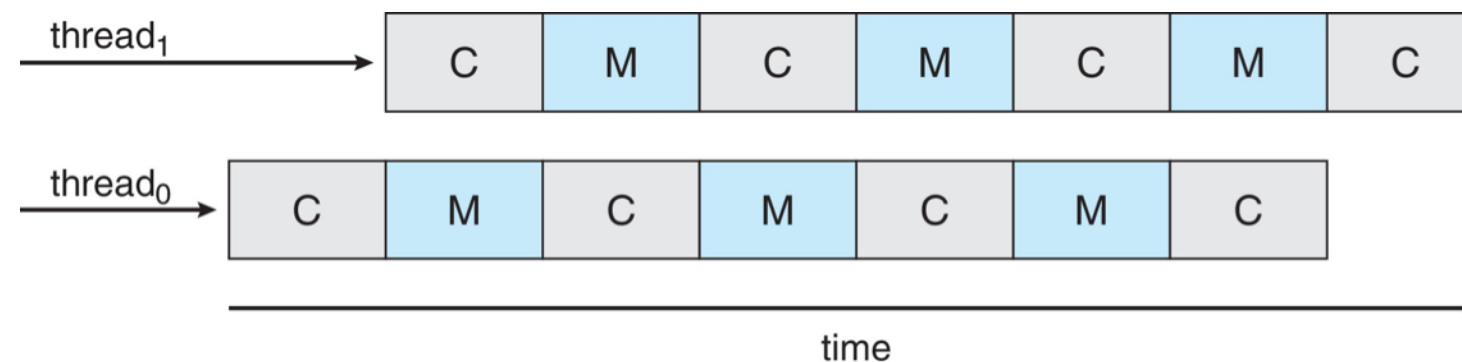 thread₁ C M C M C M C
thread₀ C M C M C M C
time